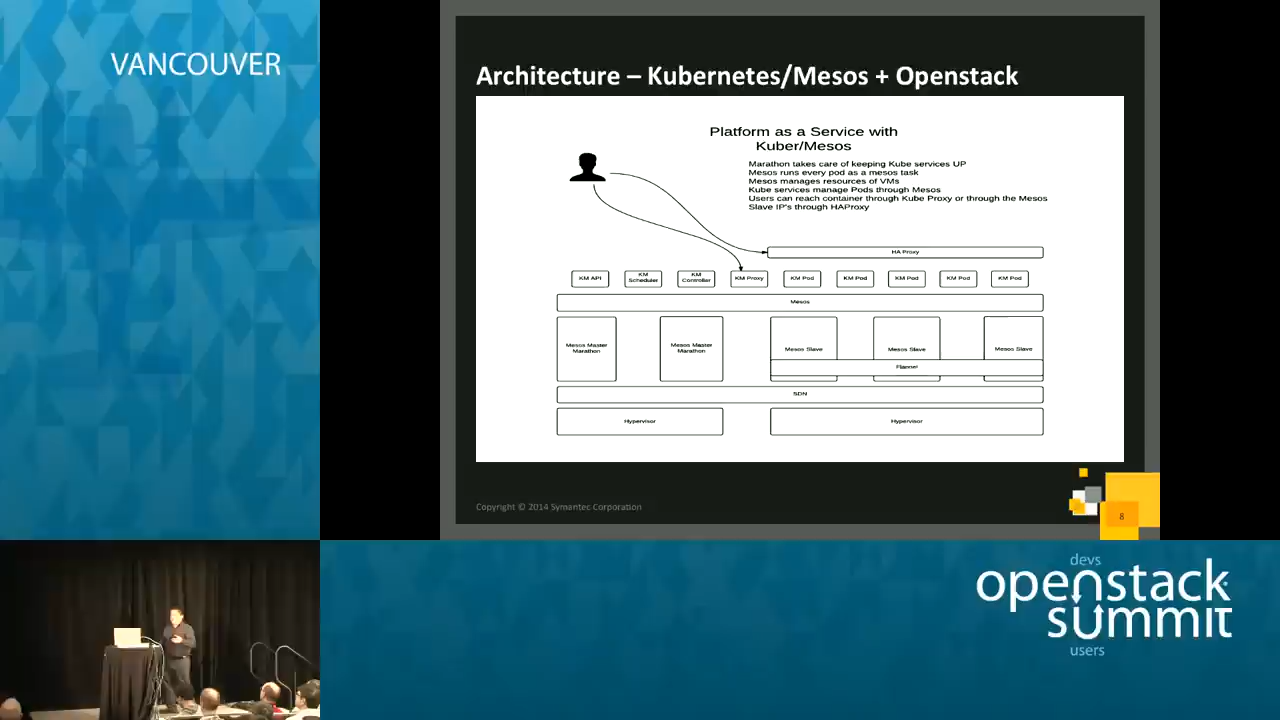 VANCOUVER
Architecture – Kubernetes/Mesos + Openstack
Platform as a Service with
Kuber/Mesos
Marathon takes care of keeping Kube services UP
Mesos runs every pod as a mesos task
Mesos manages resources of VMs
Kube services manage Pods through Mesos
Users can reach container through Kube Proxy or through the Mesos
Slave IP's through HAProxy
HA Proxy
KM API
KM
Scheduler
KM
Controller
KM Proxy
KM Pod
KM Pod
KM Pod
KM Pod
KM Pod
Mesos
Mesos Master
Marathon
Mesos Master
Marathon
Mesos Slave
Mesos Slave
Mesos Slave
Flannel
SDN
Hypervisor
Hypervisor
Copyright © 2014 Symantec Corporation
8
devs
openstack
summit
users